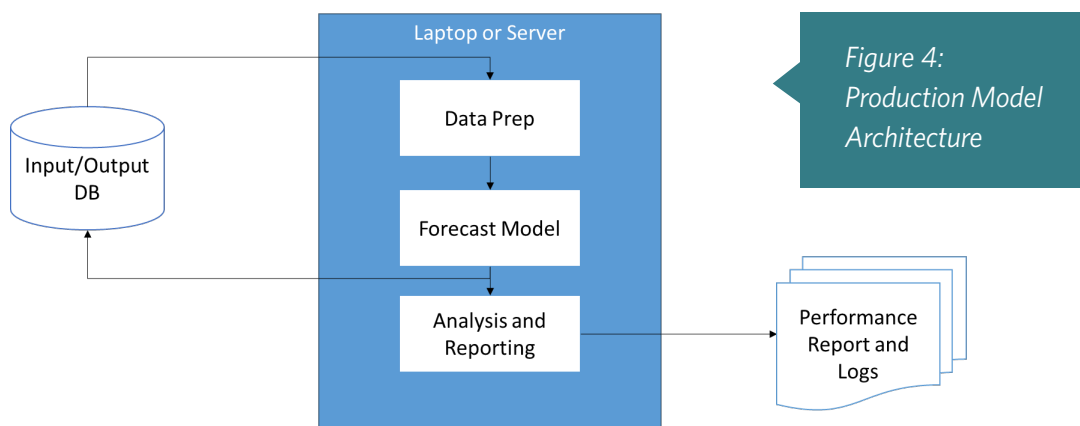 Laptop or Server
Figure 4:
Production Model
Architecture
Data Prep
Input/Output
DB
Forecast Model
Analysis and
Reporting
Performance
Report and
Logs